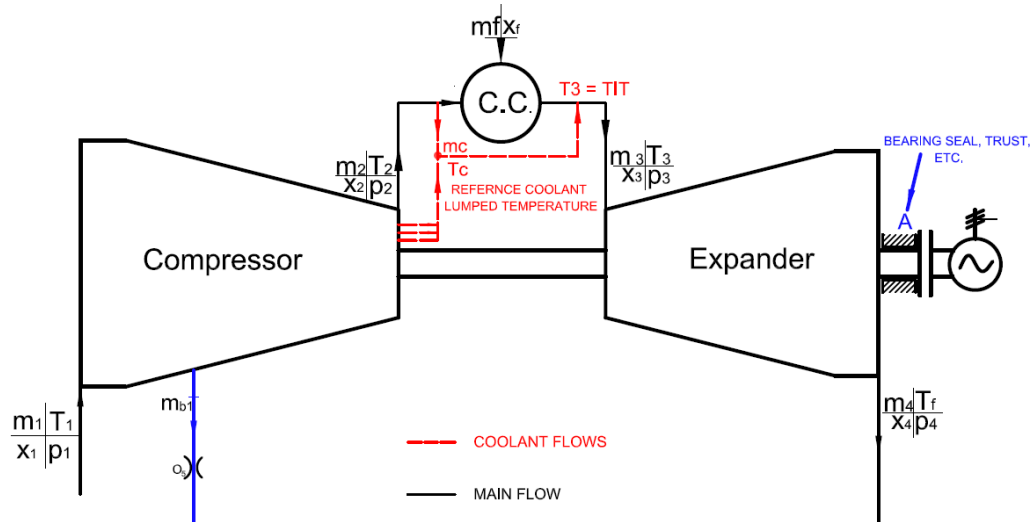 mf xf
C.C.
T3 = TIT
m2 T2
x2 p2
mc
Tc
REFERNCE COOLANT
LUMPED TEMPERATURE
m3 T3
x3 p3
BEARING SEAL, TRUST,
ETC.
A
Compressor
Expander
mb1
m1 T1
x1 p1
m4 Tf
x4 p4
COOLANT FLOWS
MAIN FLOW